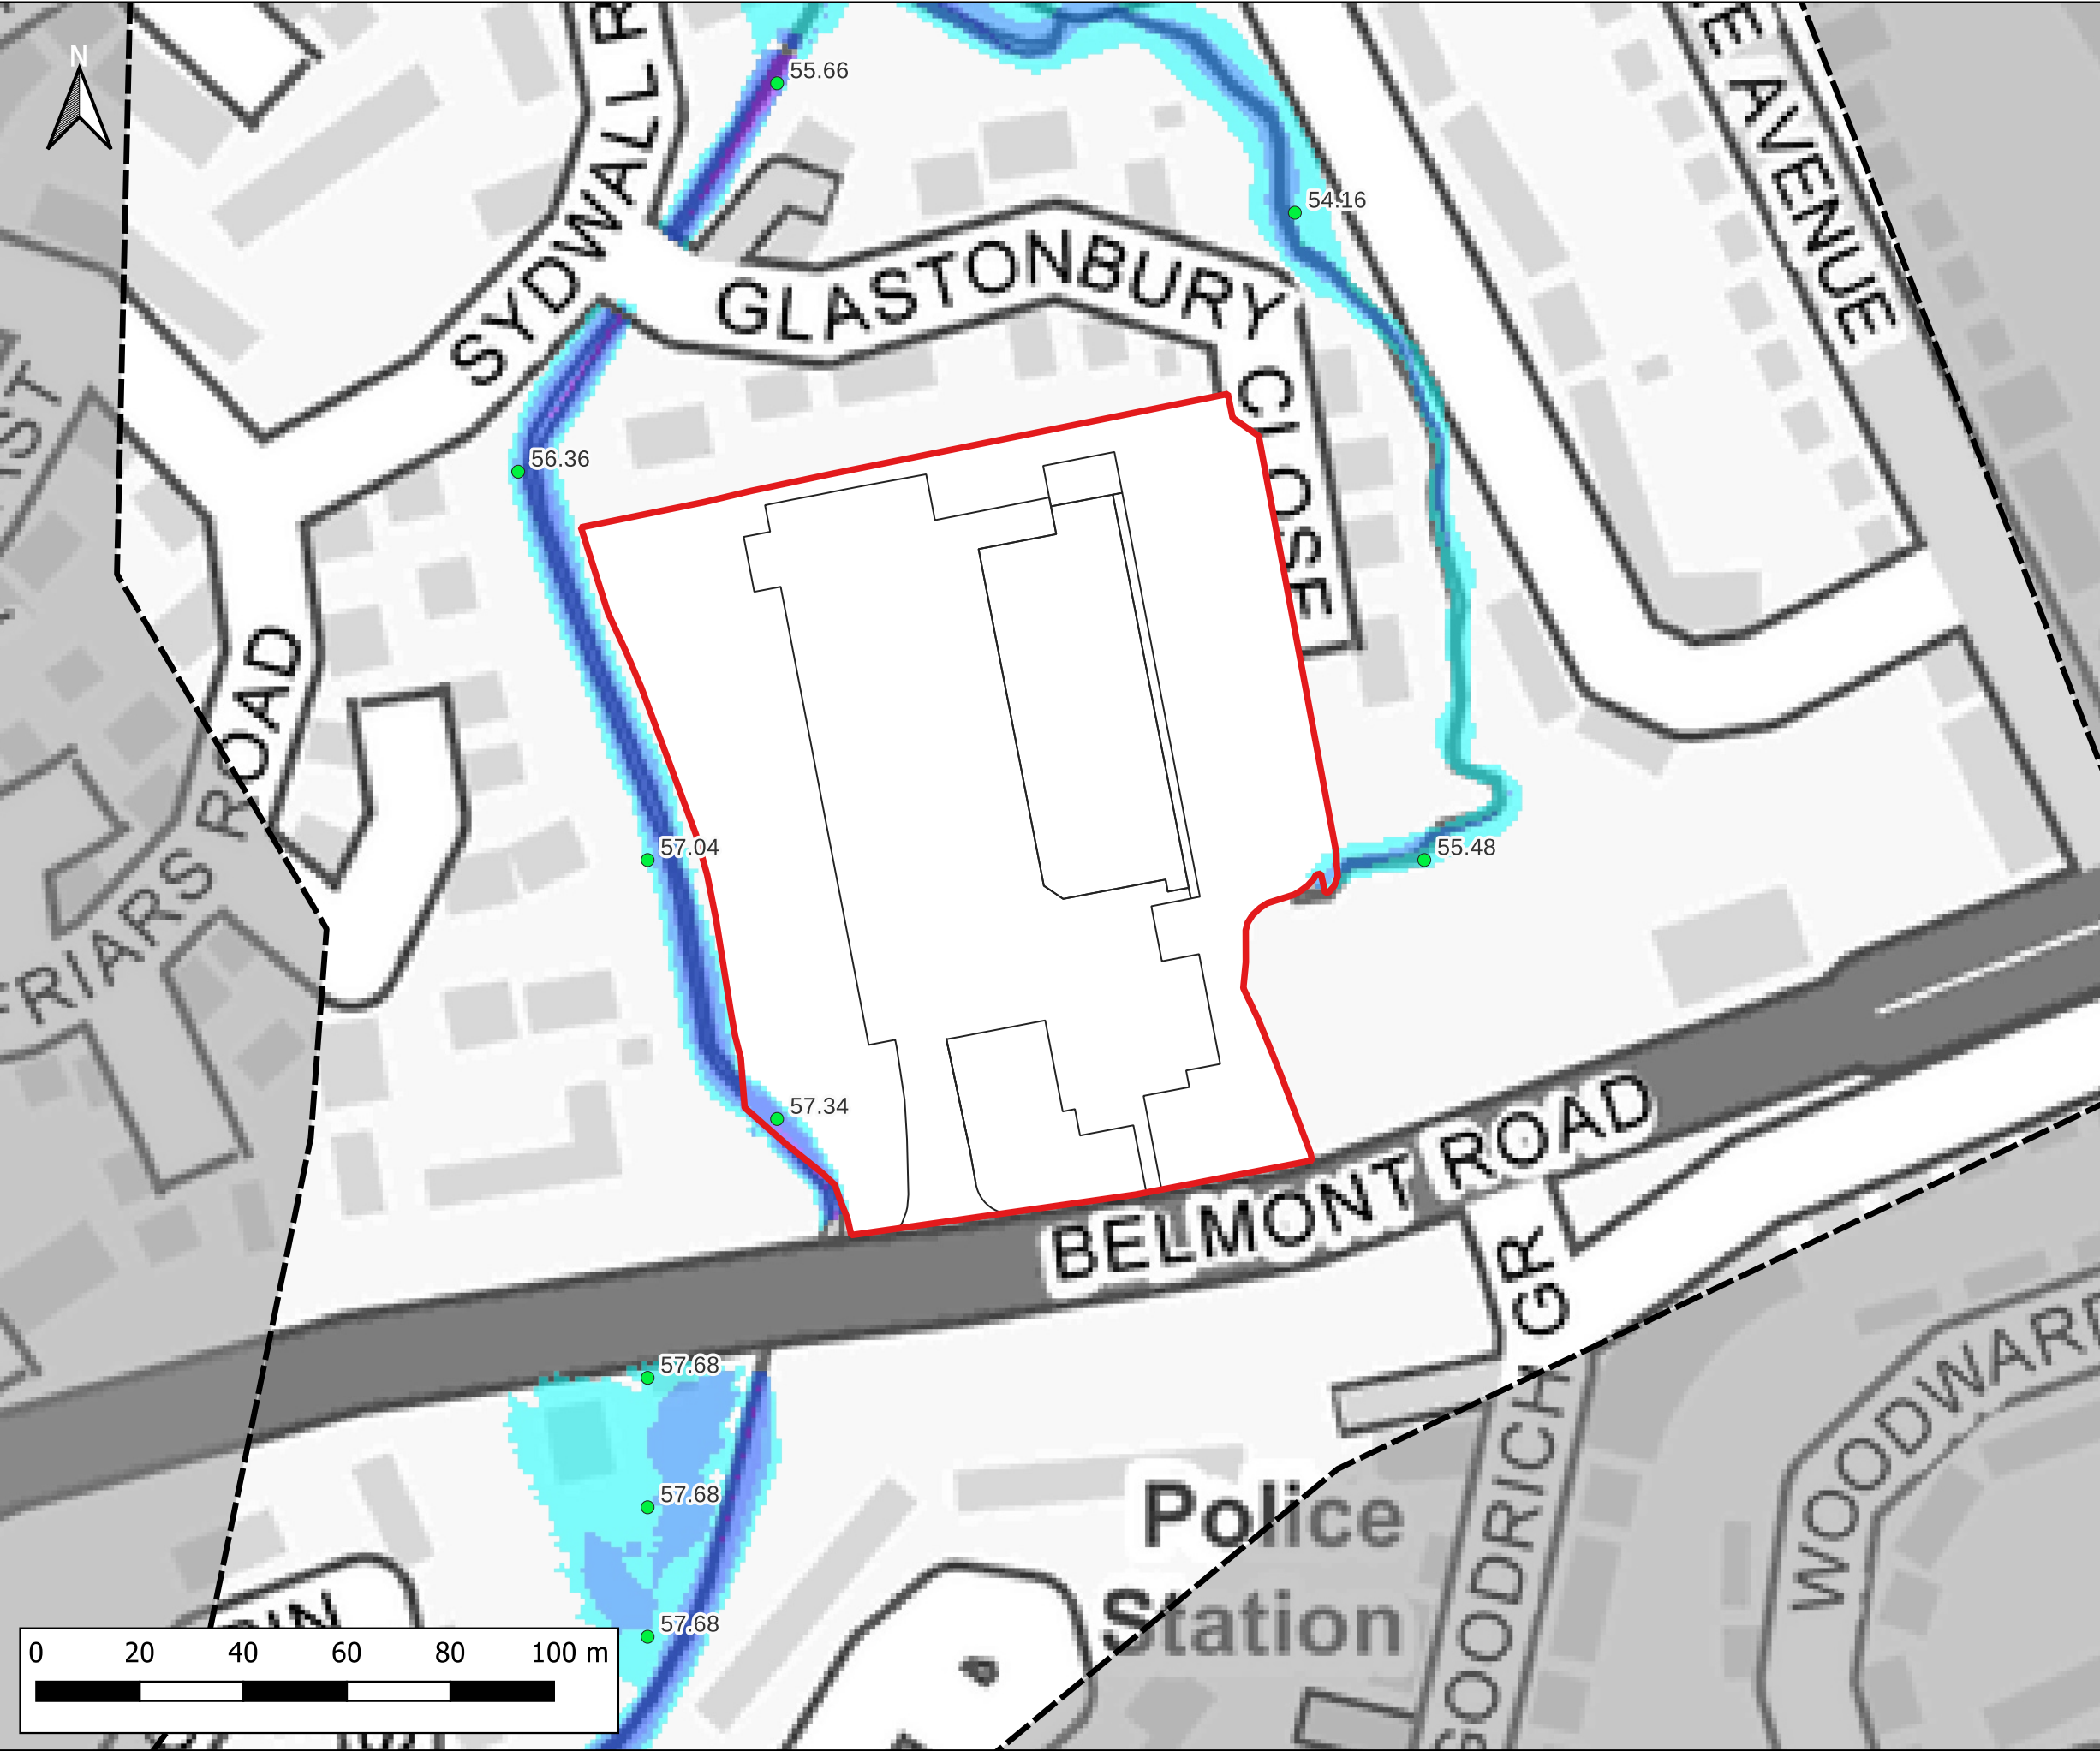 N
55.66
54.16
SYDWALL R
E AVENUE
GLASTONBURY
CLOSE
56.36
ROAD
57.04
55.48
FRIARS
57.34
BELMONT ROAD
GR
57.68
57.68
57.68
Police
Station
GOODRICH
WOODWARD
0 20 40 60 80 100 m